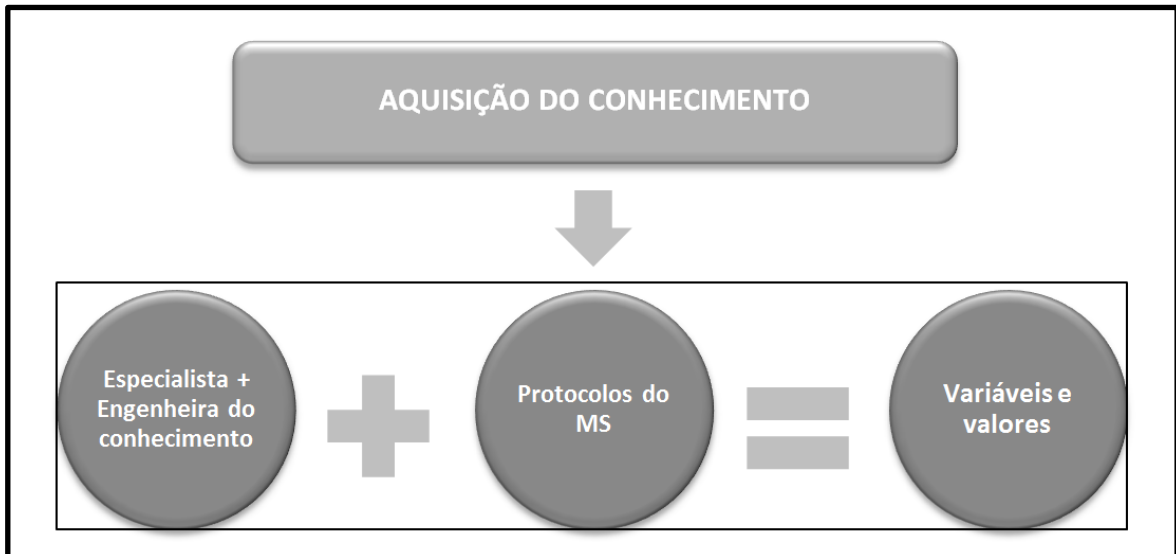 AQUISIÇÃO DO CONHECIMENTO
Especialista +
Engenheira do
conhecimento
Protocolos do
MS
Variáveis e
valores